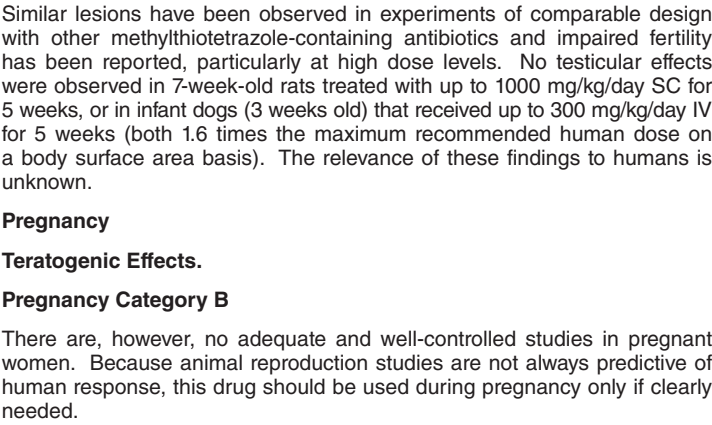 Similar lesions have been observed in experiments of comparable design
with other methylthiotetrazole-containing antibiotics and impaired fertility
has been reported, particularly at high dose levels. No testicular effects
were observed in 7-week-old rats treated with up to 1000 mg/kg/day SC for
5 weeks, or in infant dogs (3 weeks old) that received up to 300 mg/kg/day IV
for 5 weeks (both 1.6 times the maximum recommended human dose on
a body surface area basis). The relevance of these findings to humans is
unknown.
Pregnancy
Teratogenic Effects.
Pregnancy Category B
There are, however, no adequate and well-controlled studies in pregnant
women. Because animal reproduction studies are not always predictive of
human response, this drug should be used during pregnancy only if clearly
needed.